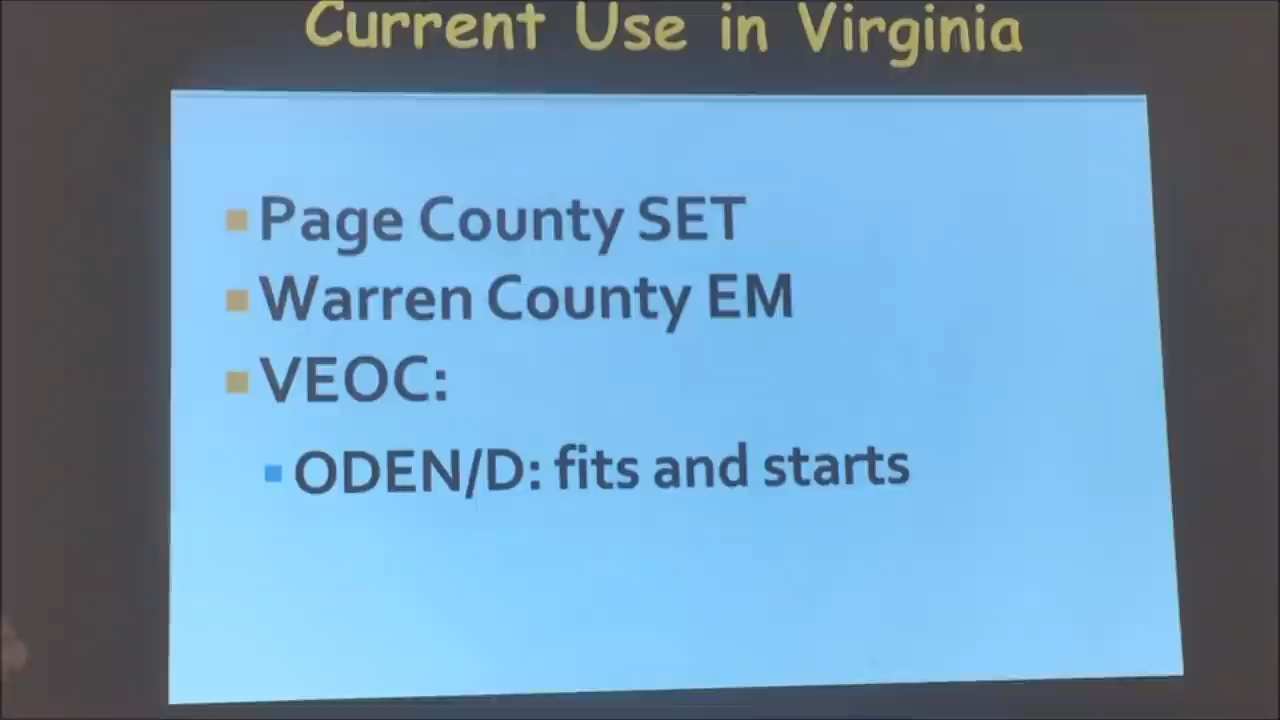 Current Use in Virginia
Page County SET
Warren County EM
VEOC:
ODEN/D: fits and starts